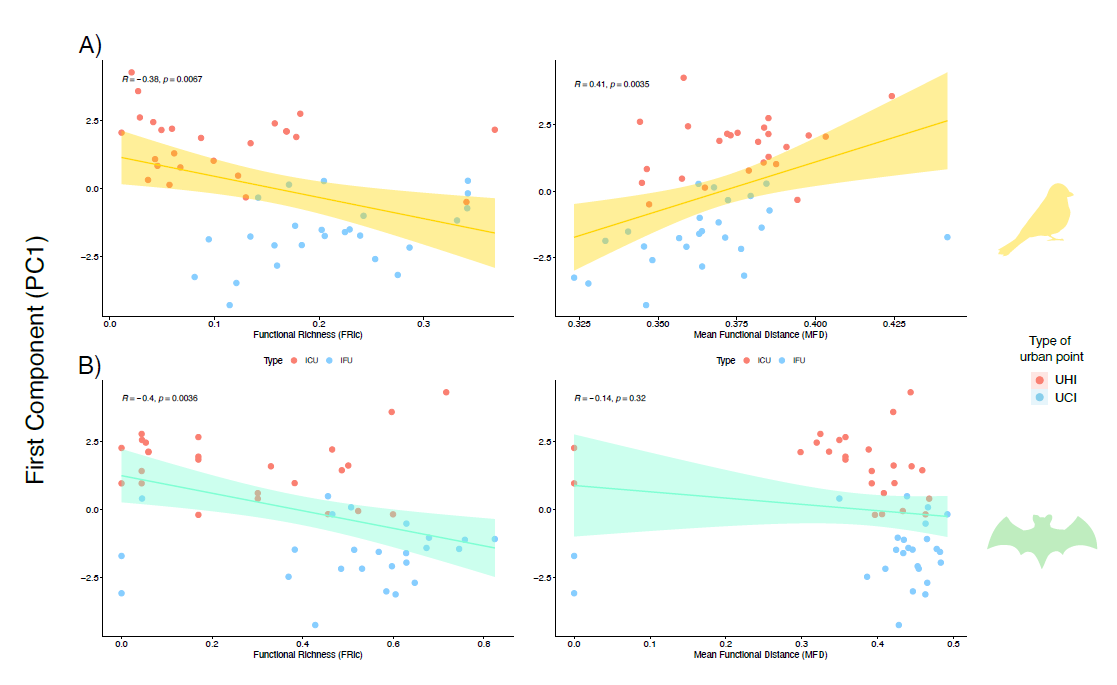 A)
R = −0.38, p = 0.0067
2.5
0.0
−2.5
0.0
0.1
0.2
0.3
Functional Richness (FRic)
R = 0.41, p = 0.0035
2.5
0.0
−2.5
0.325
0.350
0.375
0.400
0.425
Mean Functional Distance (MFD)
First Component (PC1)
Type of
urban point
UHI
UCI
B)
Type ICU IFU
R = −0.4, p = 0.0036
2.5
0.0
−2.5
0.0
0.2
0.4
0.6
0.8
Functional Richness (FRic)
Type ICU IFU
R = −0.14, p = 0.32
2.5
0.0
−2.5
0.0
0.1
0.2
0.3
0.4
0.5
Mean Functional Distance (MFD)